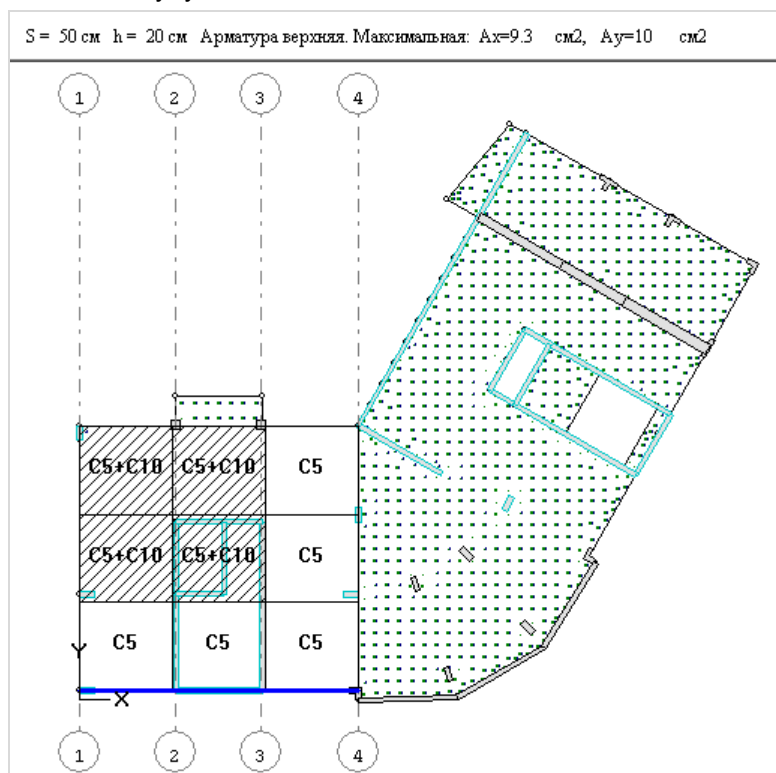 S = 50 см h = 20 см Арматура верхняя. Максимальная: Ax=9.3 см2, Ay=10 см2
1 2 3 4
C5+C10 C5+C10 C5
C5+C10 C5+C10 C5
C5 C5 C5
Y
X
1 2 3 4